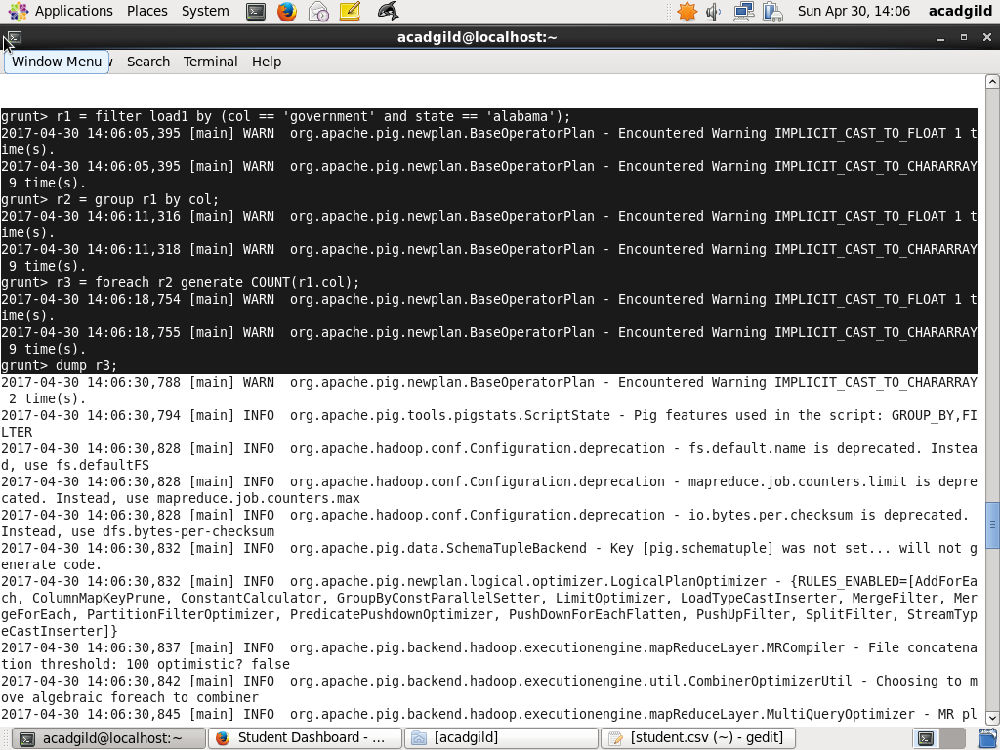 Applications Places System Sun Apr 30, 14:06 acadgild
acadgild@localhost:~
Window Menu Search Terminal Help
grunt> r1 = filter load1 by (col == 'government' and state == 'alabama');
2017-04-30 14:06:05,395 [main] WARN  org.apache.pig.newplan.BaseOperatorPlan - Encountered Warning IMPLICIT_CAST_TO_FLOAT 1 t
ime(s).
2017-04-30 14:06:05,395 [main] WARN  org.apache.pig.newplan.BaseOperatorPlan - Encountered Warning IMPLICIT_CAST_TO_CHARARRAY
 9 time(s).
grunt> r2 = group r1 by col;
2017-04-30 14:06:11,316 [main] WARN  org.apache.pig.newplan.BaseOperatorPlan - Encountered Warning IMPLICIT_CAST_TO_FLOAT 1 t
ime(s).
2017-04-30 14:06:11,318 [main] WARN  org.apache.pig.newplan.BaseOperatorPlan - Encountered Warning IMPLICIT_CAST_TO_CHARARRAY
 9 time(s).
grunt> r3 = foreach r2 generate COUNT(r1.col);
2017-04-30 14:06:18,754 [main] WARN  org.apache.pig.newplan.BaseOperatorPlan - Encountered Warning IMPLICIT_CAST_TO_FLOAT 1 t
ime(s).
2017-04-30 14:06:18,755 [main] WARN  org.apache.pig.newplan.BaseOperatorPlan - Encountered Warning IMPLICIT_CAST_TO_CHARARRAY
 9 time(s).
grunt> dump r3;
2017-04-30 14:06:30,788 [main] WARN  org.apache.pig.newplan.BaseOperatorPlan - Encountered Warning IMPLICIT_CAST_TO_CHARARRAY
 2 time(s).
2017-04-30 14:06:30,794 [main] INFO  org.apache.pig.tools.pigstats.ScriptState - Pig features used in the script: GROUP_BY,FI
LTER
2017-04-30 14:06:30,828 [main] INFO  org.apache.hadoop.conf.Configuration.deprecation - fs.default.name is deprecated. Instea
d, use fs.defaultFS
2017-04-30 14:06:30,828 [main] INFO  org.apache.hadoop.conf.Configuration.deprecation - mapreduce.job.counters.limit is depre
cated. Instead, use mapreduce.job.counters.max
2017-04-30 14:06:30,828 [main] INFO  org.apache.hadoop.conf.Configuration.deprecation - io.bytes.per.checksum is deprecated.
Instead, use dfs.bytes-per-checksum
2017-04-30 14:06:30,832 [main] INFO  org.apache.pig.data.SchemaTupleBackend - Key [pig.schematuple] was not set... will not g
enerate code.
2017-04-30 14:06:30,832 [main] INFO  org.apache.pig.newplan.logical.optimizer.LogicalPlanOptimizer - {RULES_ENABLED=[AddForEa
ch, ColumnMapKeyPrune, ConstantCalculator, GroupByConstParallelSetter, LimitOptimizer, LoadTypeCastInserter, MergeFilter, Mer
geForEach, PartitionFilterOptimizer, PredicatePushdownOptimizer, PushDownForEachFlatten, PushUpFilter, SplitFilter, StreamTyp
eCastInserter]}
2017-04-30 14:06:30,837 [main] INFO  org.apache.pig.backend.hadoop.executionengine.mapReduceLayer.MRCompiler - File concatena
tion threshold: 100 optimistic? false
2017-04-30 14:06:30,842 [main] INFO  org.apache.pig.backend.hadoop.executionengine.util.CombinerOptimizerUtil - Choosing to m
ove algebraic foreach to combiner
2017-04-30 14:06:30,845 [main] INFO  org.apache.pig.backend.hadoop.executionengine.mapReduceLayer.MultiQueryOptimizer - MR pl
acadgild@localhost:~ Student Dashboard - ... [acadgild] [student.csv (~) - gedit]